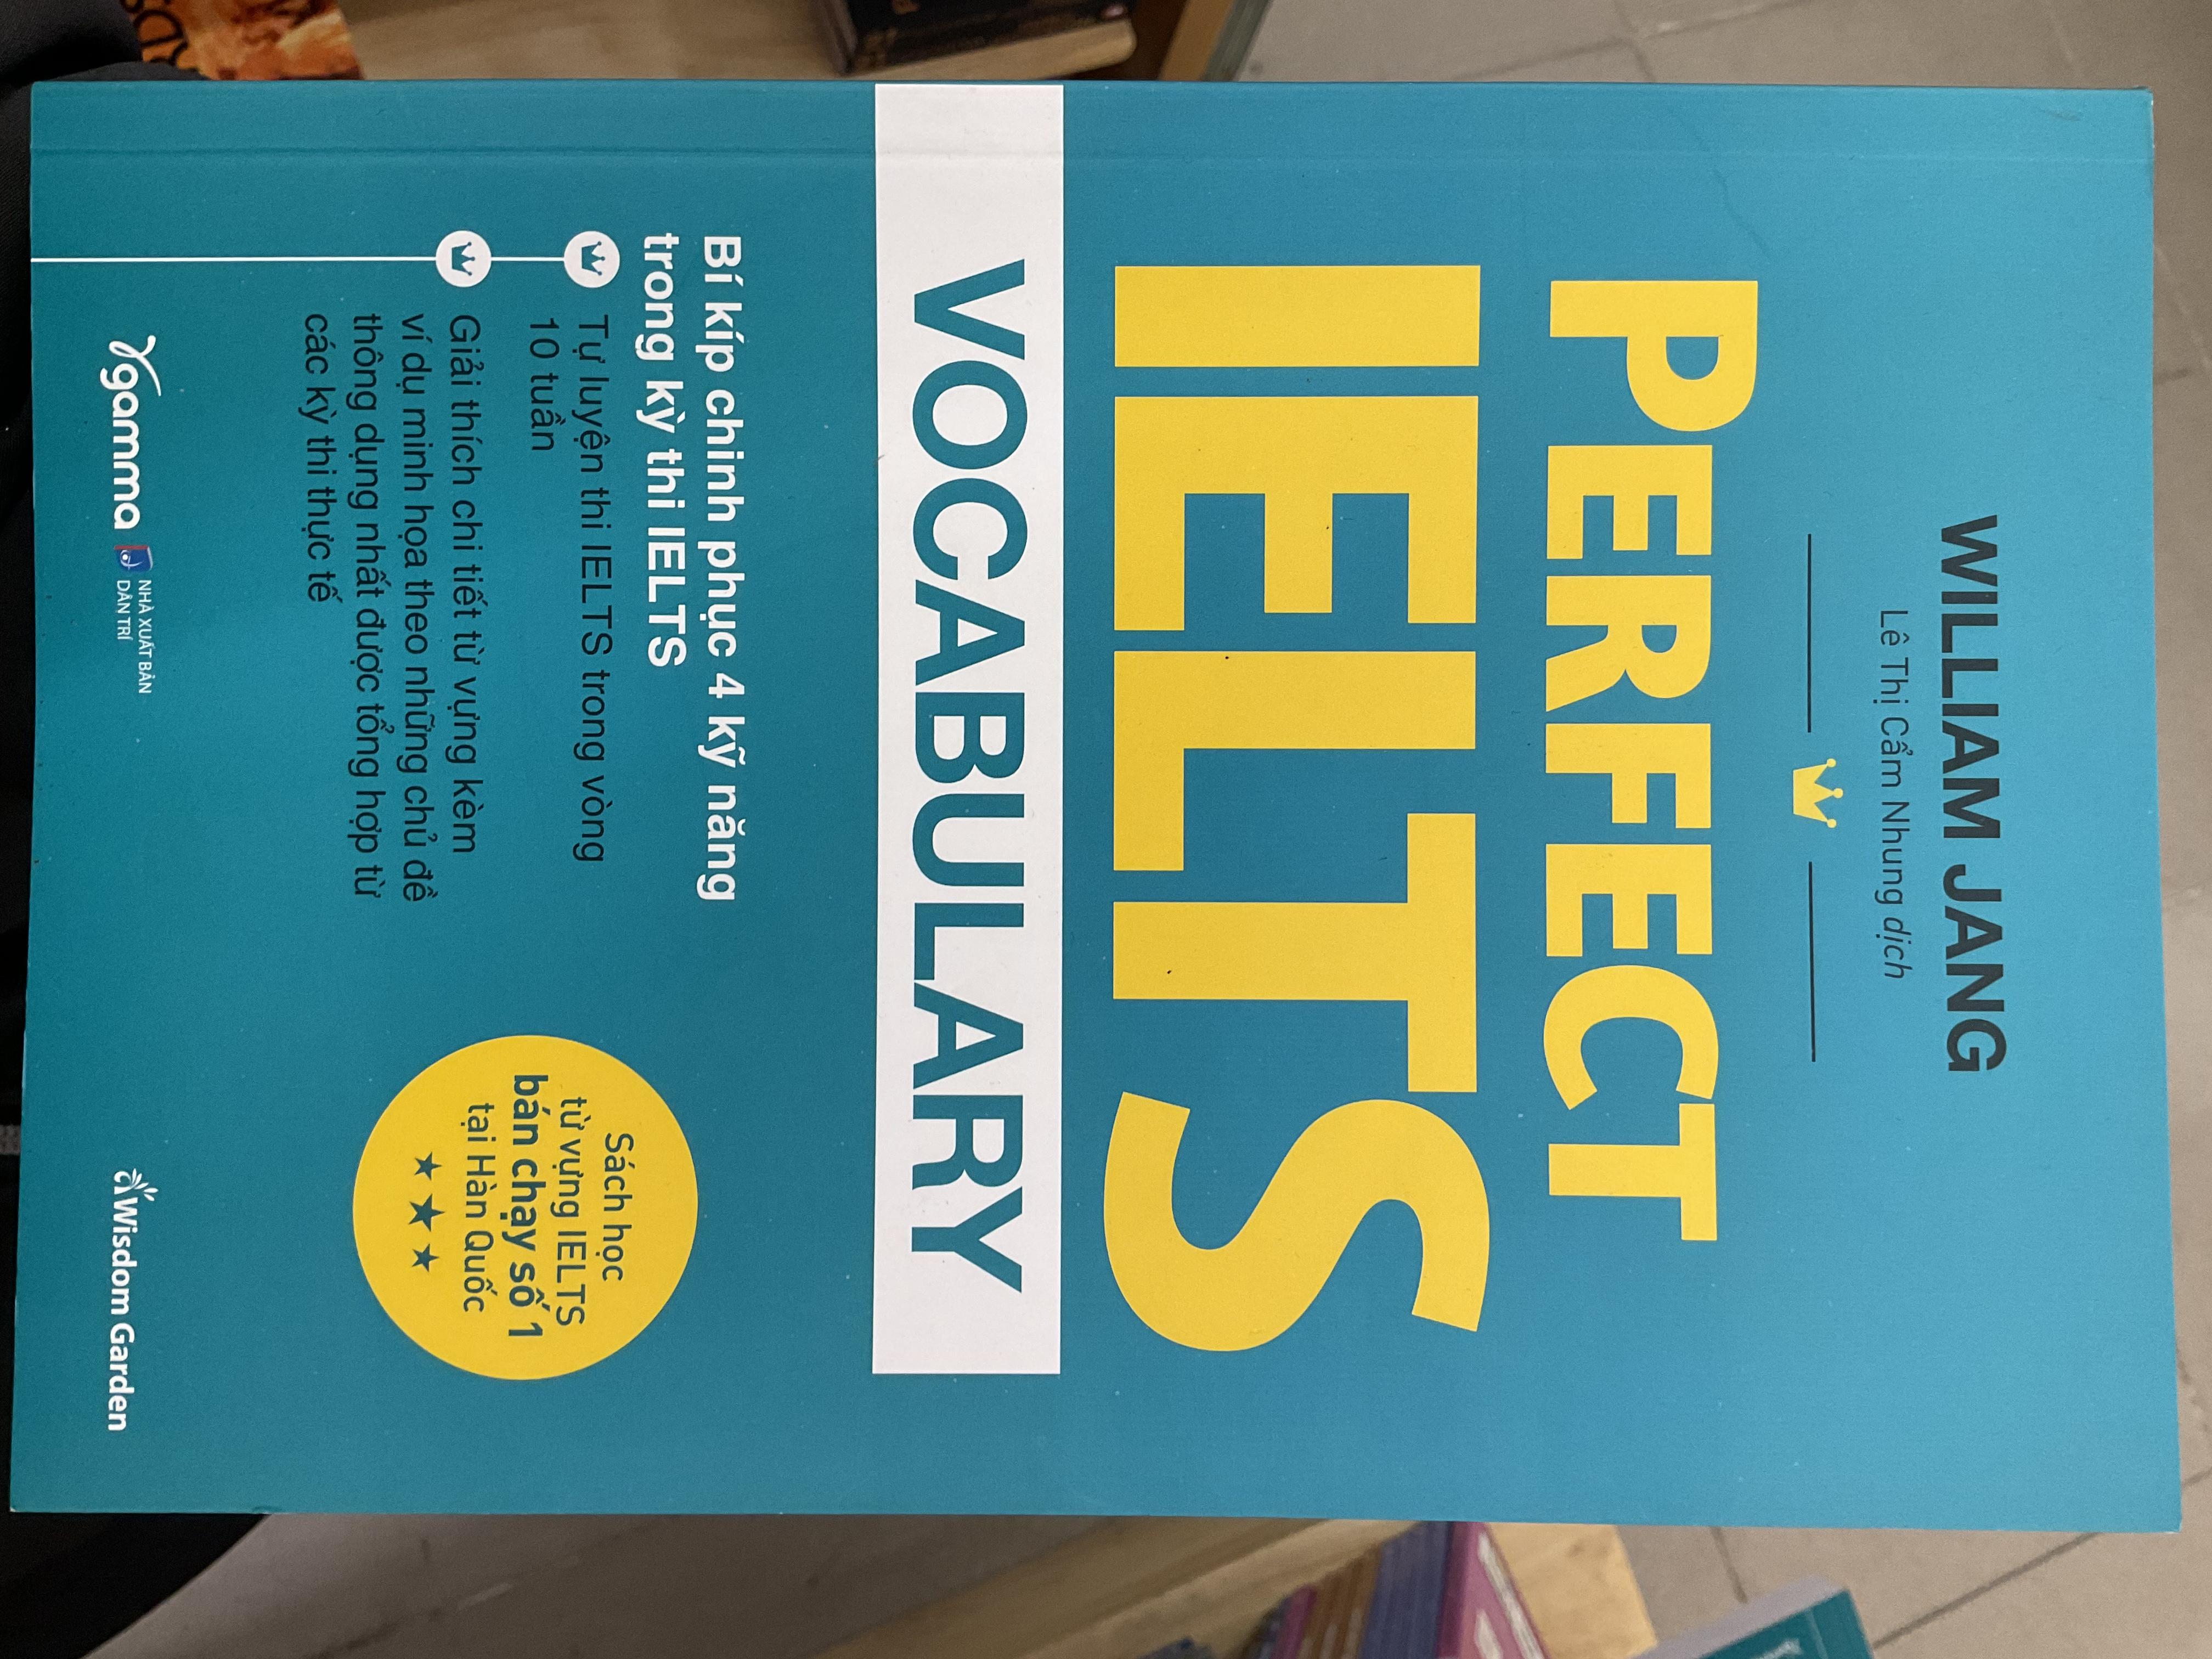 WILLIAM JANG
Lê Thị Cẩm Nhung dịch
PERFECT
IELTS
VOCABULARY
Bí kíp chinh phục 4 kỹ năng
trong kỳ thi IELTS
Tự luyện thi IELTS trong vòng
10 tuần
Giải thích chi tiết từ vựng kèm
ví dụ minh họa theo những chủ đề
thông dụng nhất được tổng hợp từ
các kỳ thi thực tế
Sách học
từ vựng IELTS
bán chạy số 1
tại Hàn Quốc
gamma
NHÀ XUẤT BẢN
DÂN TRÍ
Wisdom Garden